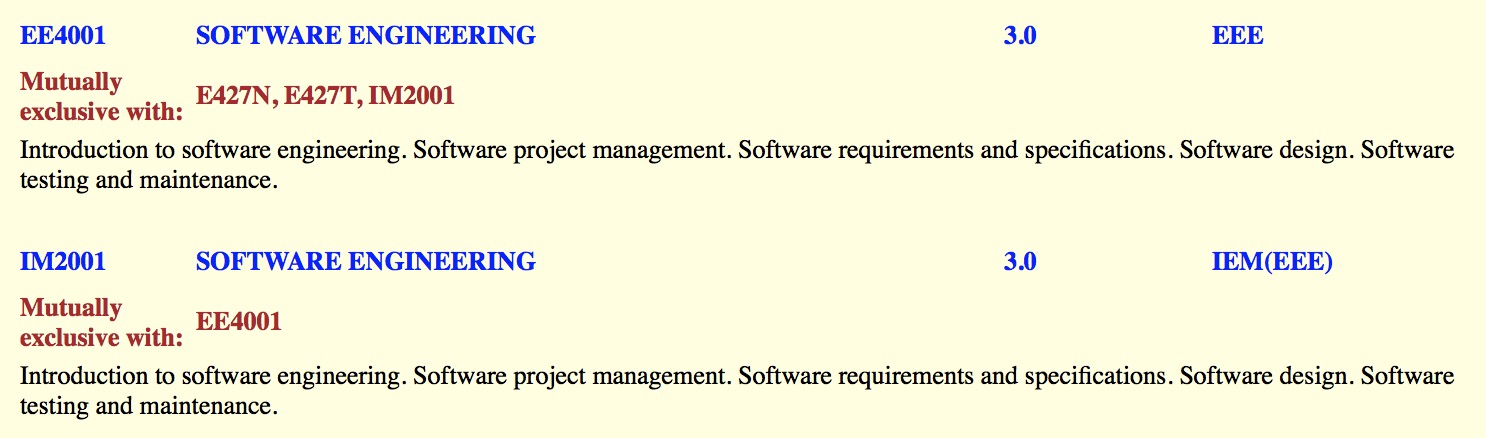 EE4001 SOFTWARE ENGINEERING 3.0 EEE
Mutually
exclusive with: E427N, E427T, IM2001
Introduction to software engineering. Software project management. Software requirements and specifications. Software design. Software
testing and maintenance.
IM2001 SOFTWARE ENGINEERING 3.0 IEM(EEE)
Mutually
exclusive with: EE4001
Introduction to software engineering. Software project management. Software requirements and specifications. Software design. Software
testing and maintenance.